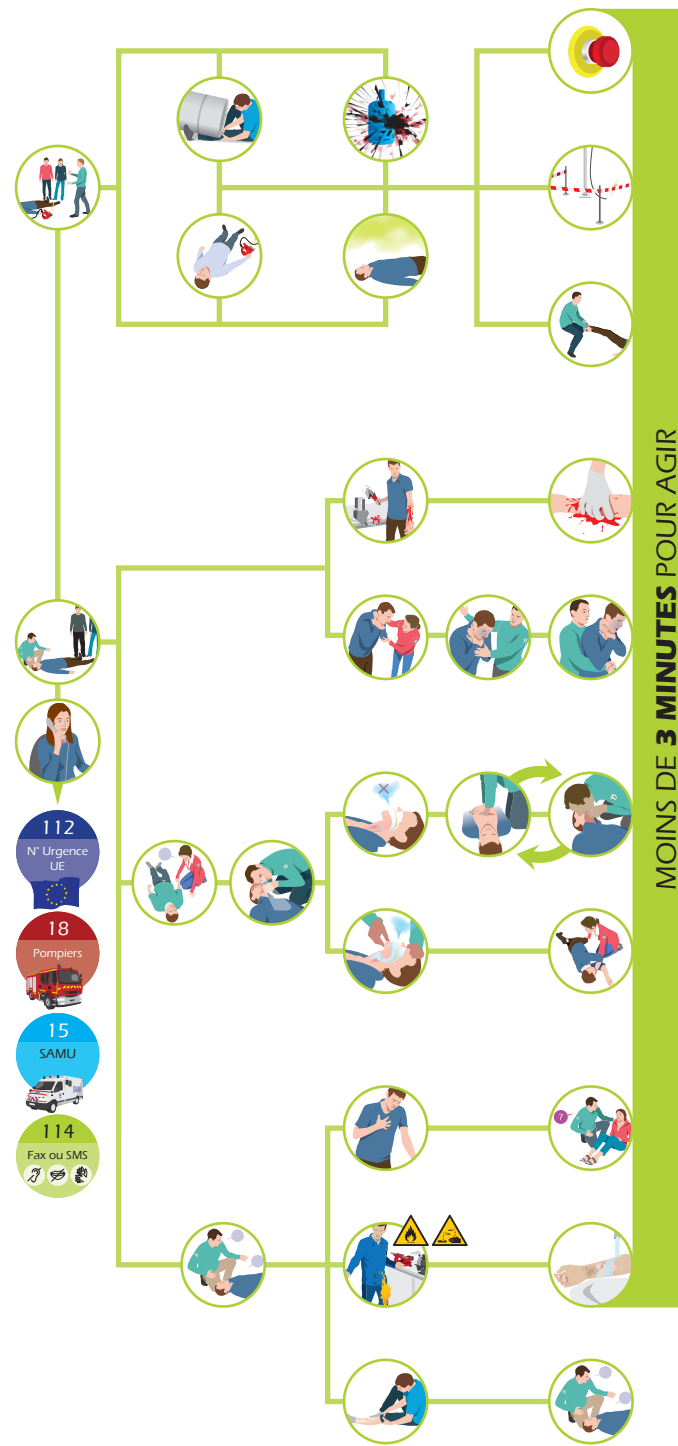 112
N° Urgence
UE
18
Pompiers
15
SAMU
114
Fax ou SMS
?
MOINS DE 3 MINUTES POUR AGIR